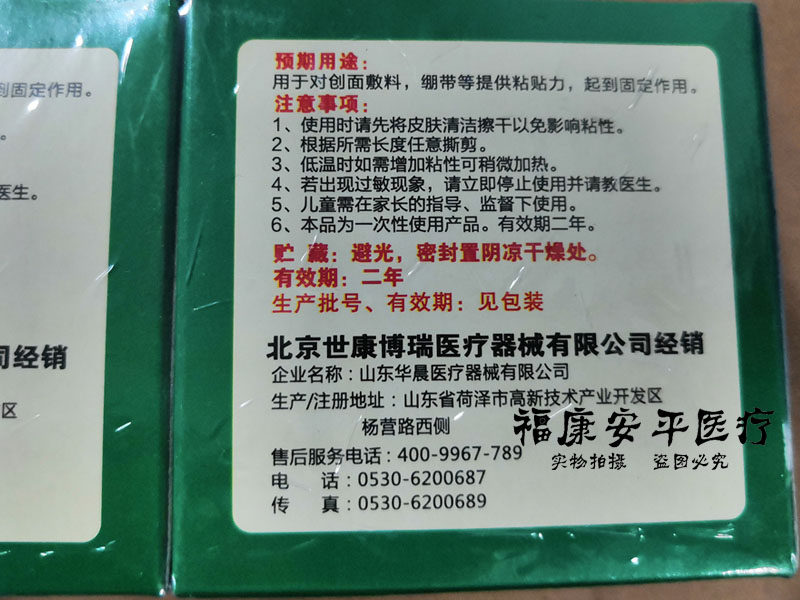 到固定作用。
医生。
司经销
区
预期用途：
用于对创面敷料，绷带等提供粘贴力，起到固定作用。
注意事项：
1、使用时请先将皮肤清洁擦干以免影响粘性。
2、根据所需长度任意撕剪。
3、低温时如需增加粘性可稍微加热。
4、若出现过敏现象，请立即停止使用并请教医生。
5、儿童需在家长的指导、监督下使用。
6、本品为一次性使用产品。有效期二年。
贮 藏：避光，密封置阴凉干燥处。
有效期：二年
生产批号、有效期：见包装
北京世康博瑞医疗器械有限公司经销
企业名称：山东华晨医疗器械有限公司
生产/注册地址：山东省荷泽市高新技术产业开发区
杨营路西侧
售后服务电话：400-9967-789
电 话：0530-6200687
传 真：0530-6200689
福康安平医疗
实物拍摄 盗图必究